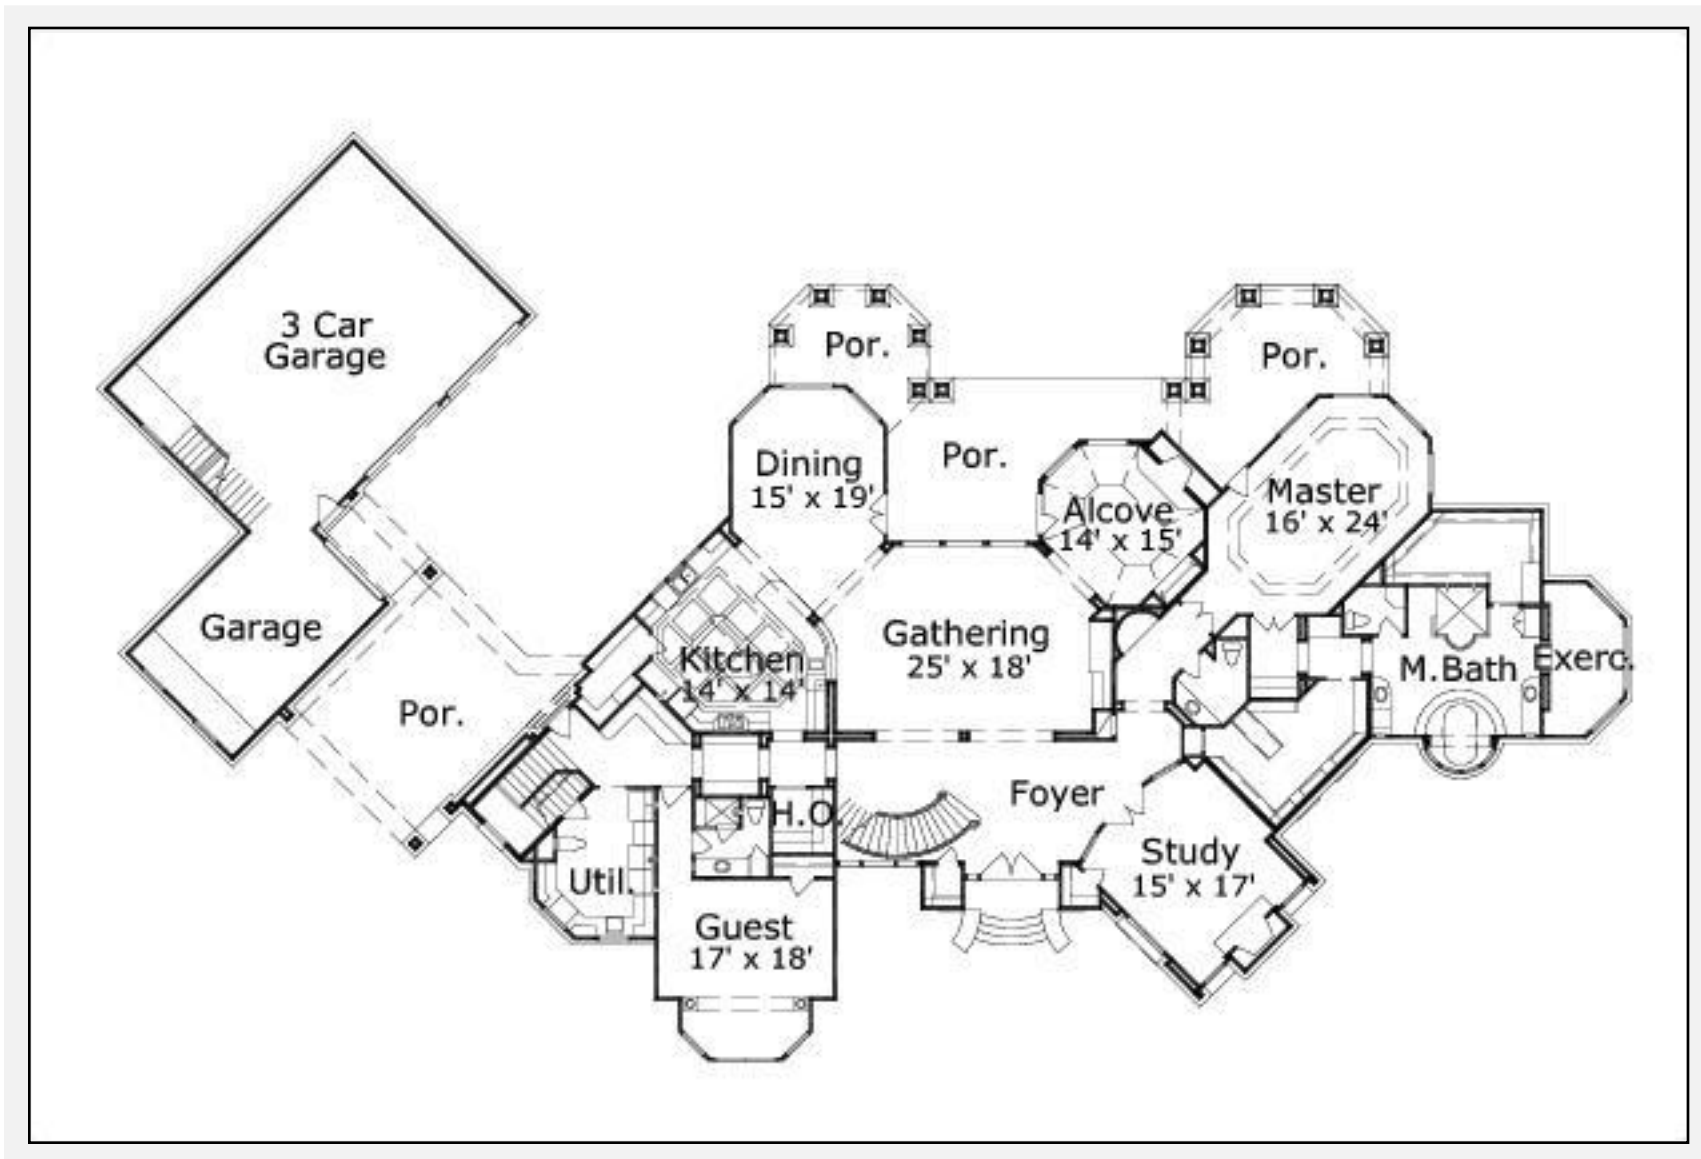 3 Car
Garage
Garage
Por.
Por.
Dining
15' x 19'
Por.
Por.
Alcove
14' x 15'
Master
16' x 24'
Kitchen
14' x 14'
Gathering
25' x 18'
M.Bath
Exerc.
Foyer
H.O.
Study
15' x 17'
Util.
Guest
17' x 18'